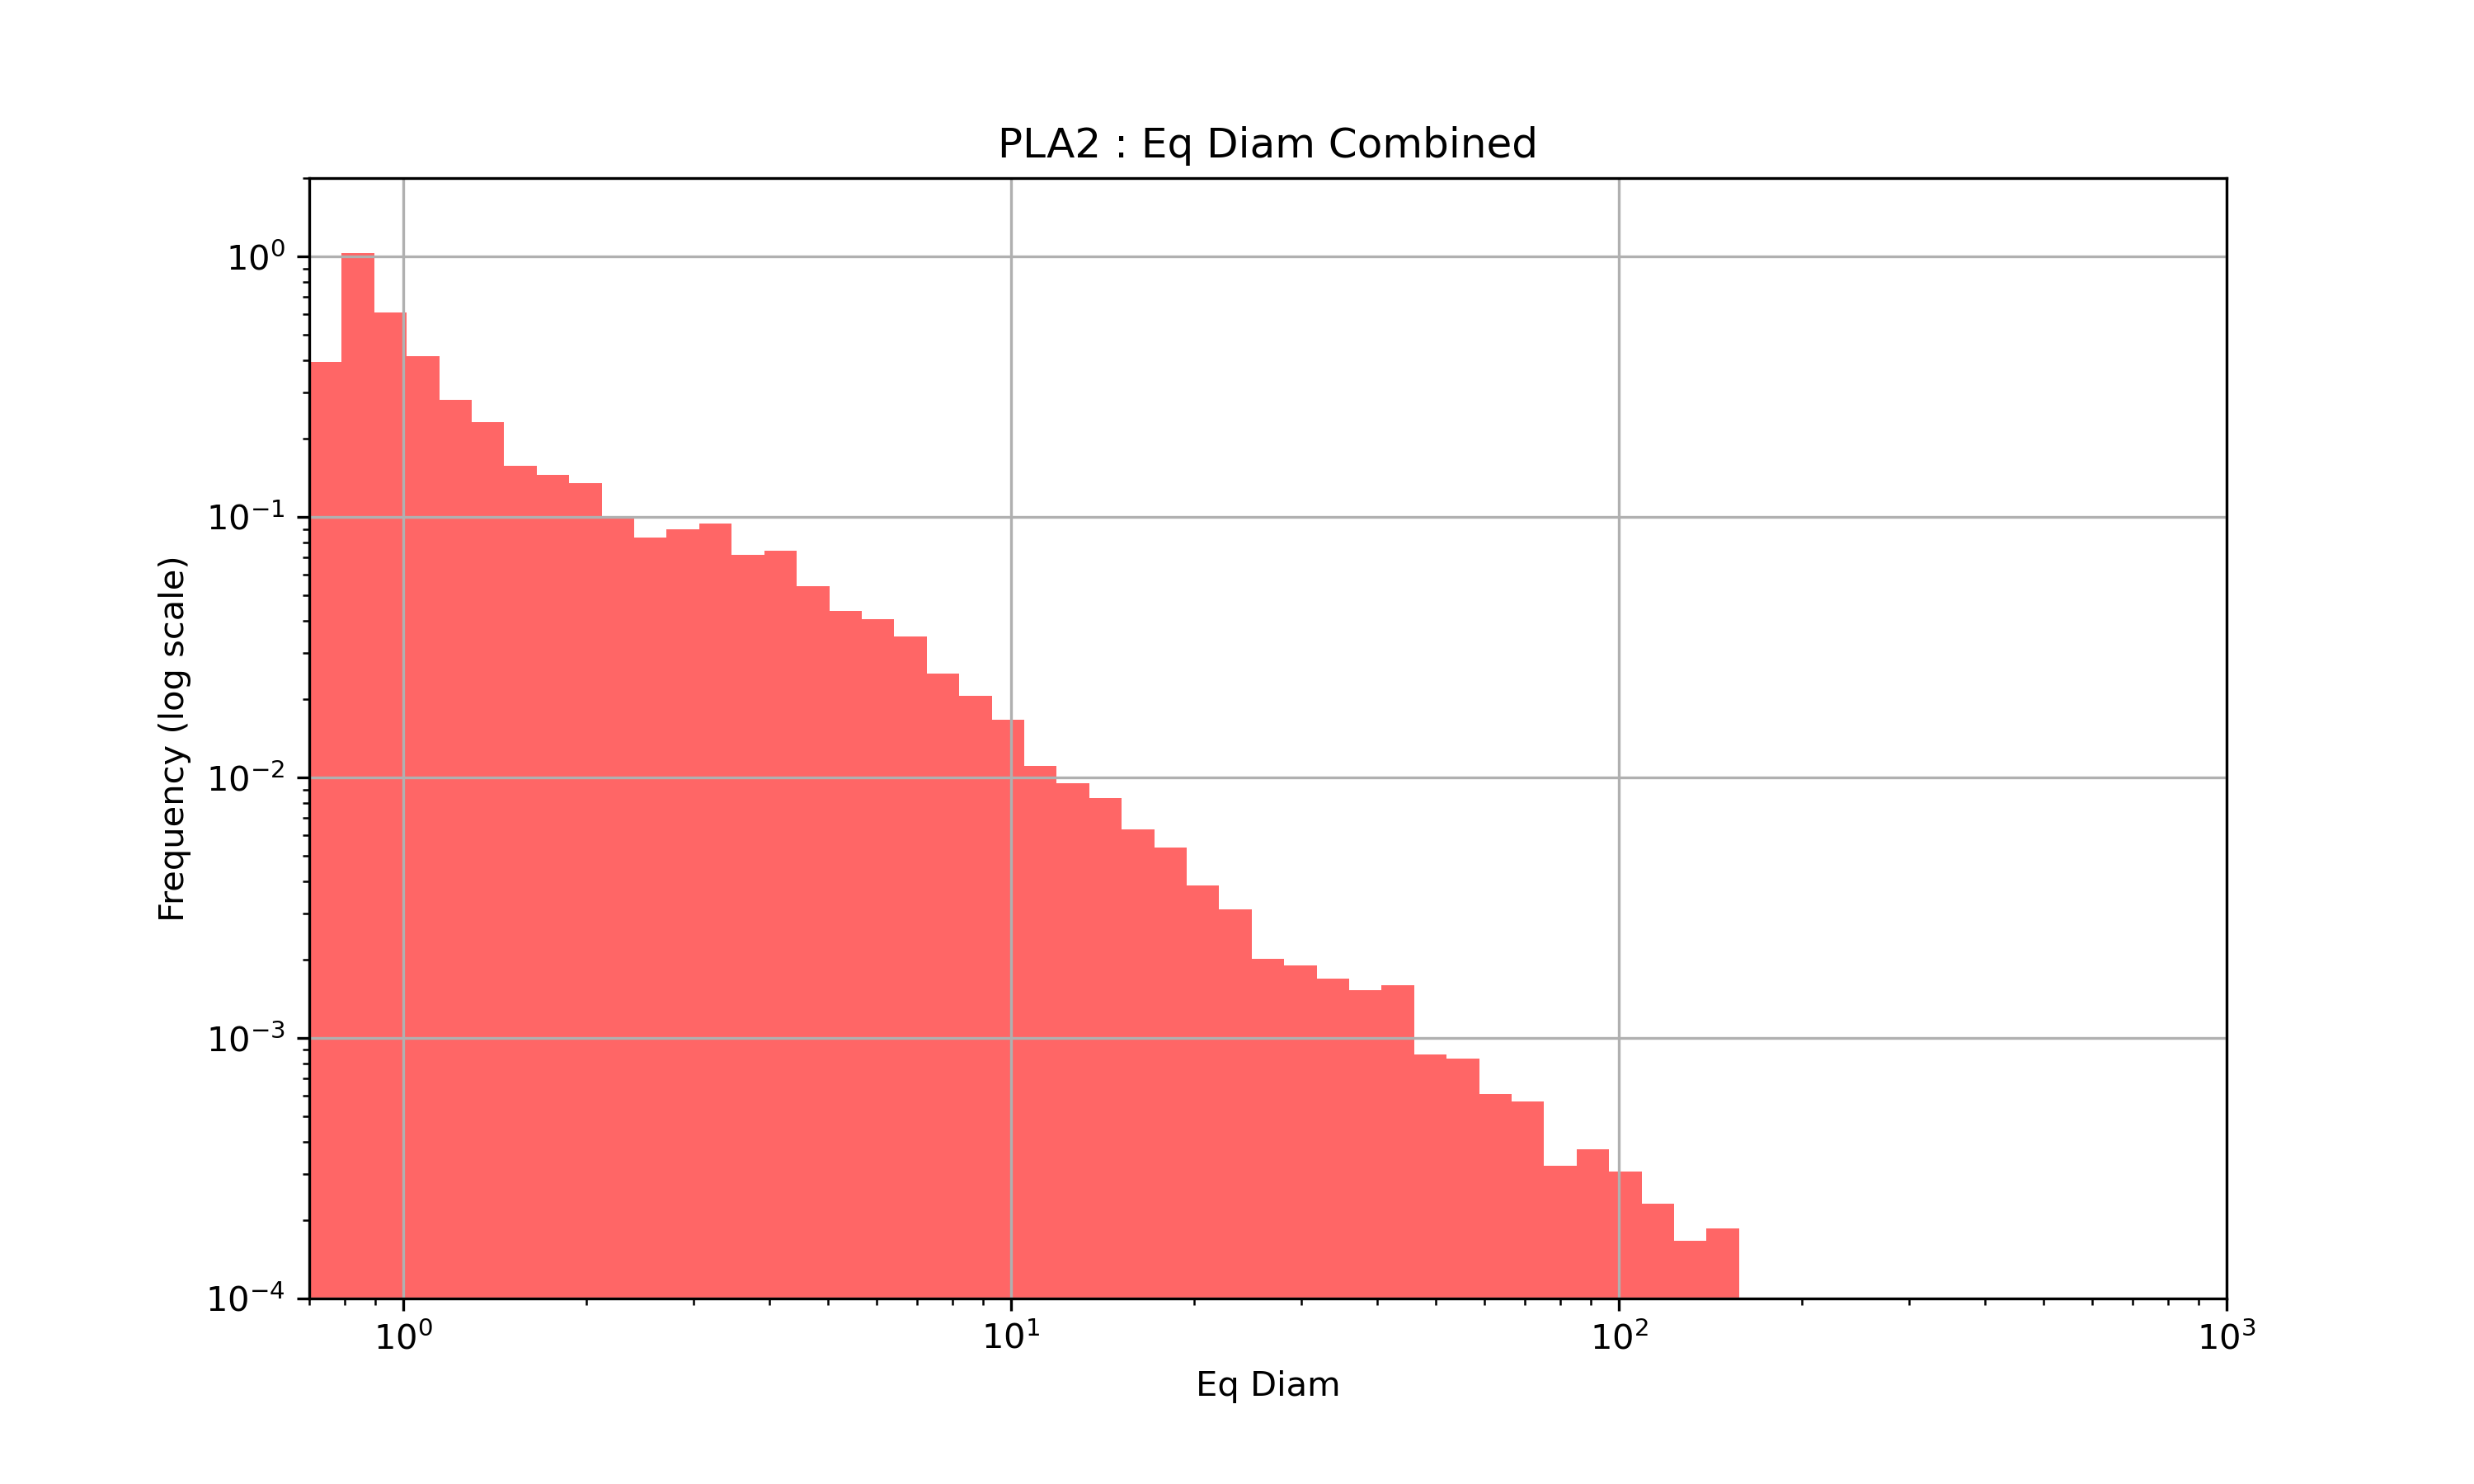 PLA2 : Eq Diam Combined
10⁰
10⁻¹
10⁻²
10⁻³
10⁻⁴
Frequency (log scale)
10⁰ 10¹ 10² 10³
Eq Diam